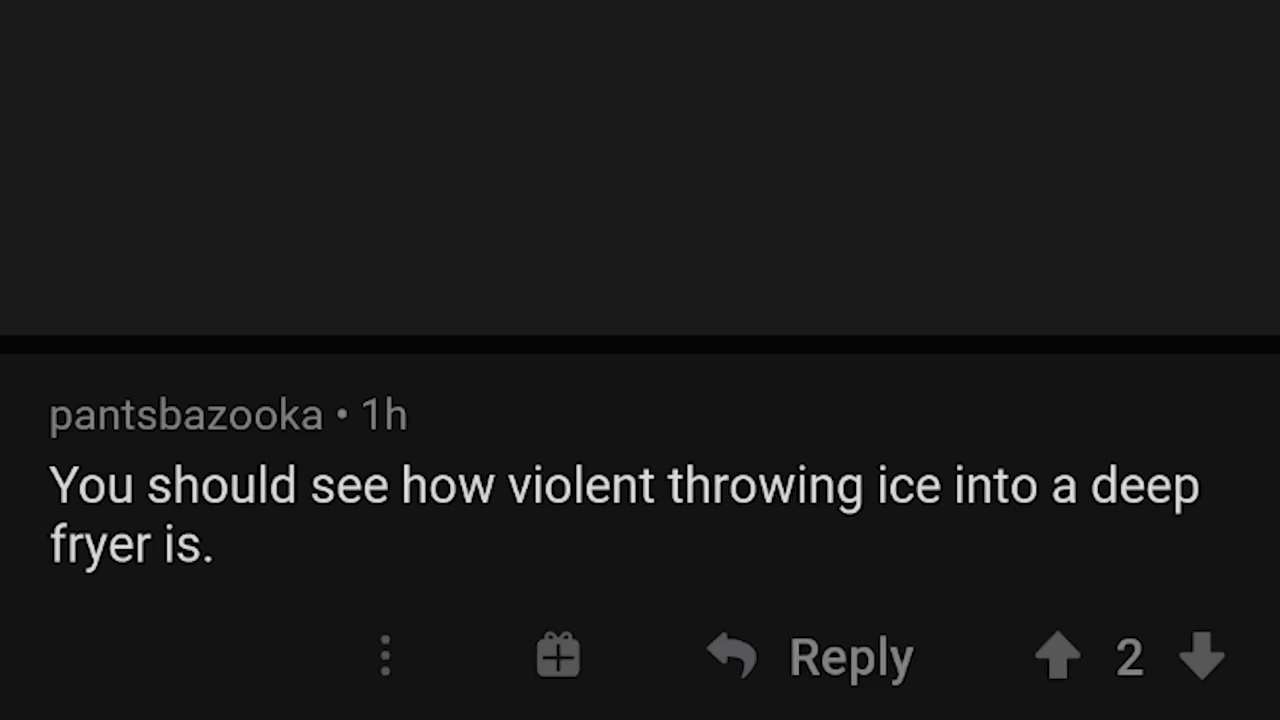 pantsbazooka • 1h
You should see how violent throwing ice into a deep
fryer is.
Reply 2